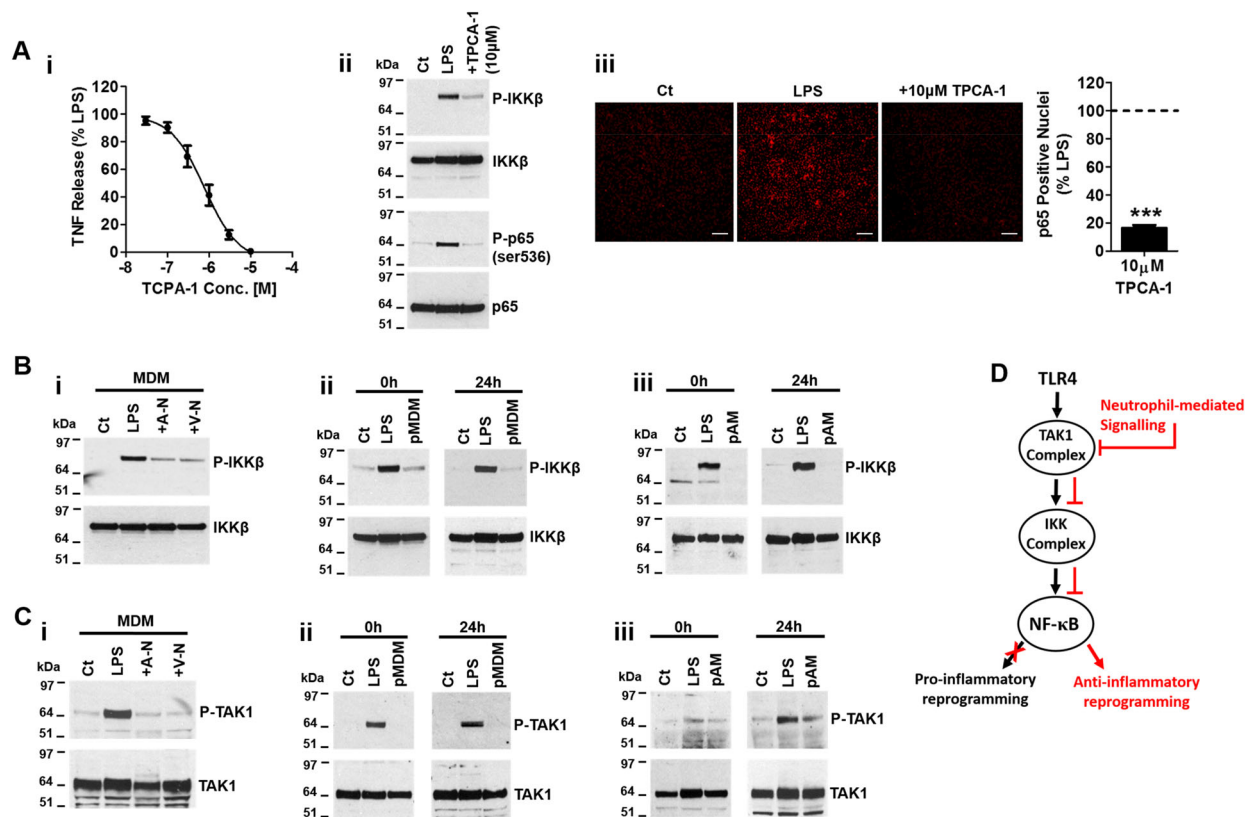 A
i
TNF Release (% LPS)
120
100
80
60
40
20
0
-8 -7 -6 -5 -4
TCPA-1 Conc. [M]
ii
kDa Ct LPS +TPCA-1 (10µM)
97
64
51
P-IKKβ
97
64
51
IKKβ
97
64
51
P-p65
(ser536)
64
51
p65
iii
Ct LPS +10µM TPCA-1
p65 Positive Nuclei
(% LPS)
120
100
80
60
40
20
0
***
10µM
TPCA-1
B
i
MDM
kDa Ct LPS +A-N +V-N
97
64
51
P-IKKβ
97
64
51
IKKβ
ii
0h 24h
kDa Ct LPS pMDM Ct LPS pMDM
97
64
51
P-IKKβ
97
64
51
IKKβ
iii
0h 24h
kDa Ct LPS pAM Ct LPS pAM
97
64
51
P-IKKβ
97
64
51
IKKβ
C
i
MDM
kDa Ct LPS +A-N +V-N
97
64
51
P-TAK1
97
64
51
TAK1
ii
0h 24h
kDa Ct LPS pMDM Ct LPS pMDM
97
64
51
P-TAK1
97
64
51
TAK1
iii
0h 24h
kDa Ct LPS pAM Ct LPS pAM
97
64
51
P-TAK1
97
64
51
TAK1
D
TLR4
Neutrophil-mediated
Signalling
TAK1
Complex
IKK
Complex
NF-κB
Pro-inflammatory
reprogramming
Anti-inflammatory
reprogramming